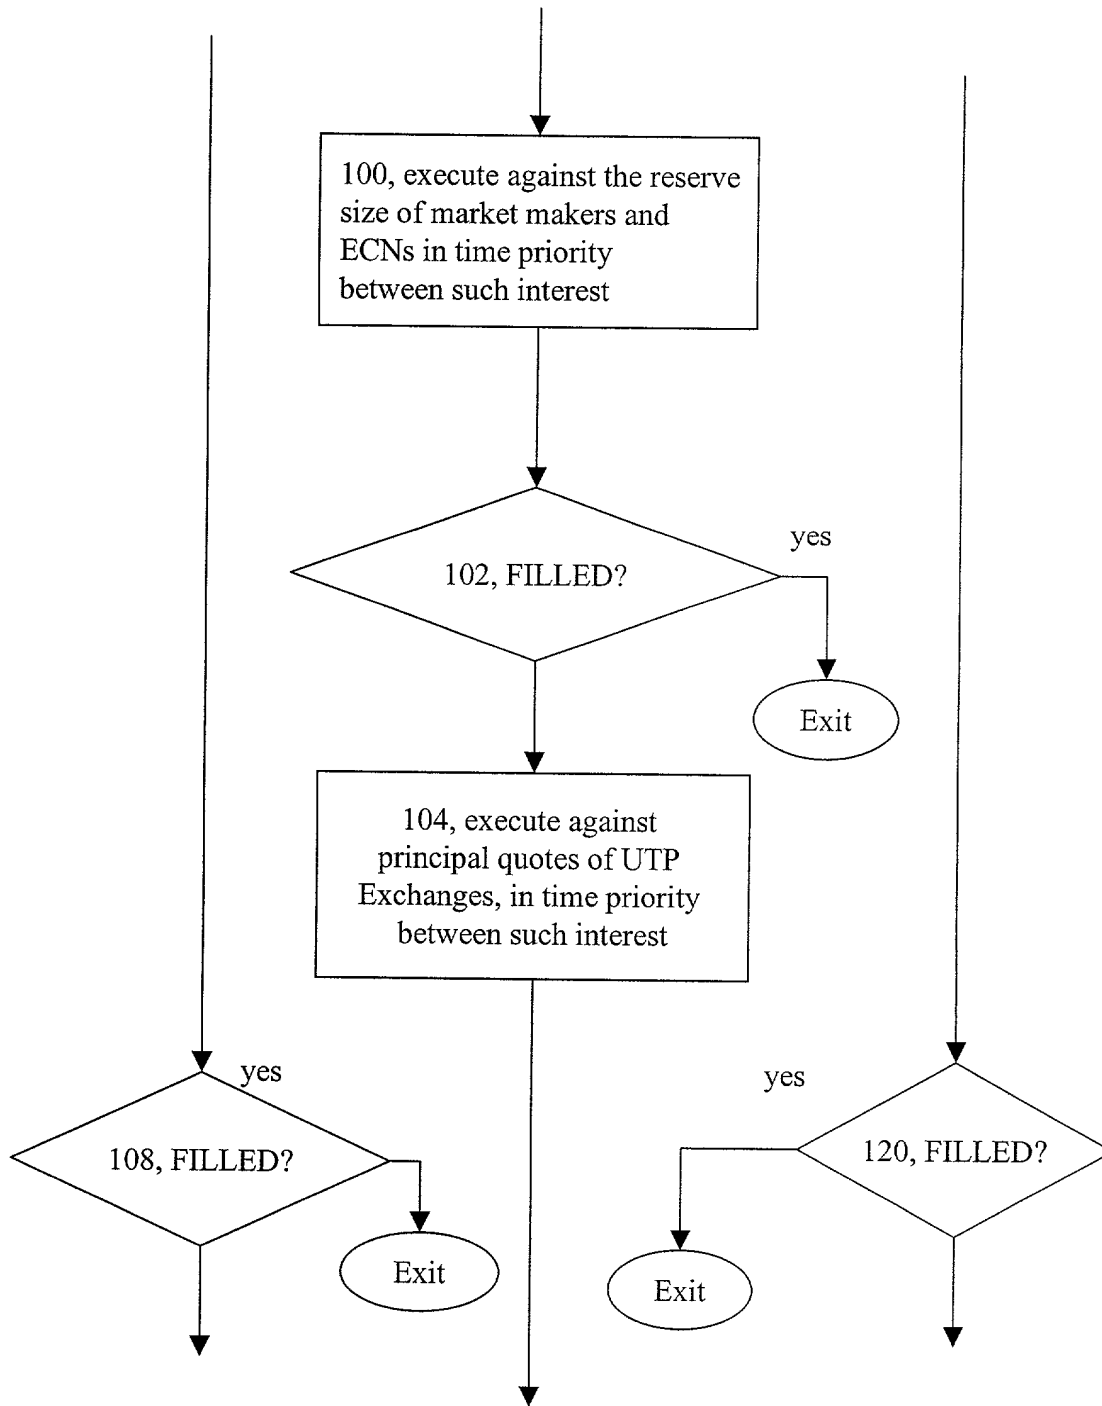 100, execute against the reserve
size of market makers and
ECNs in time priority
between such interest
yes
102, FILLED?
Exit
104, execute against
principal quotes of UTP
Exchanges, in time priority
between such interest
yes
108, FILLED?
Exit
yes
120, FILLED?
Exit